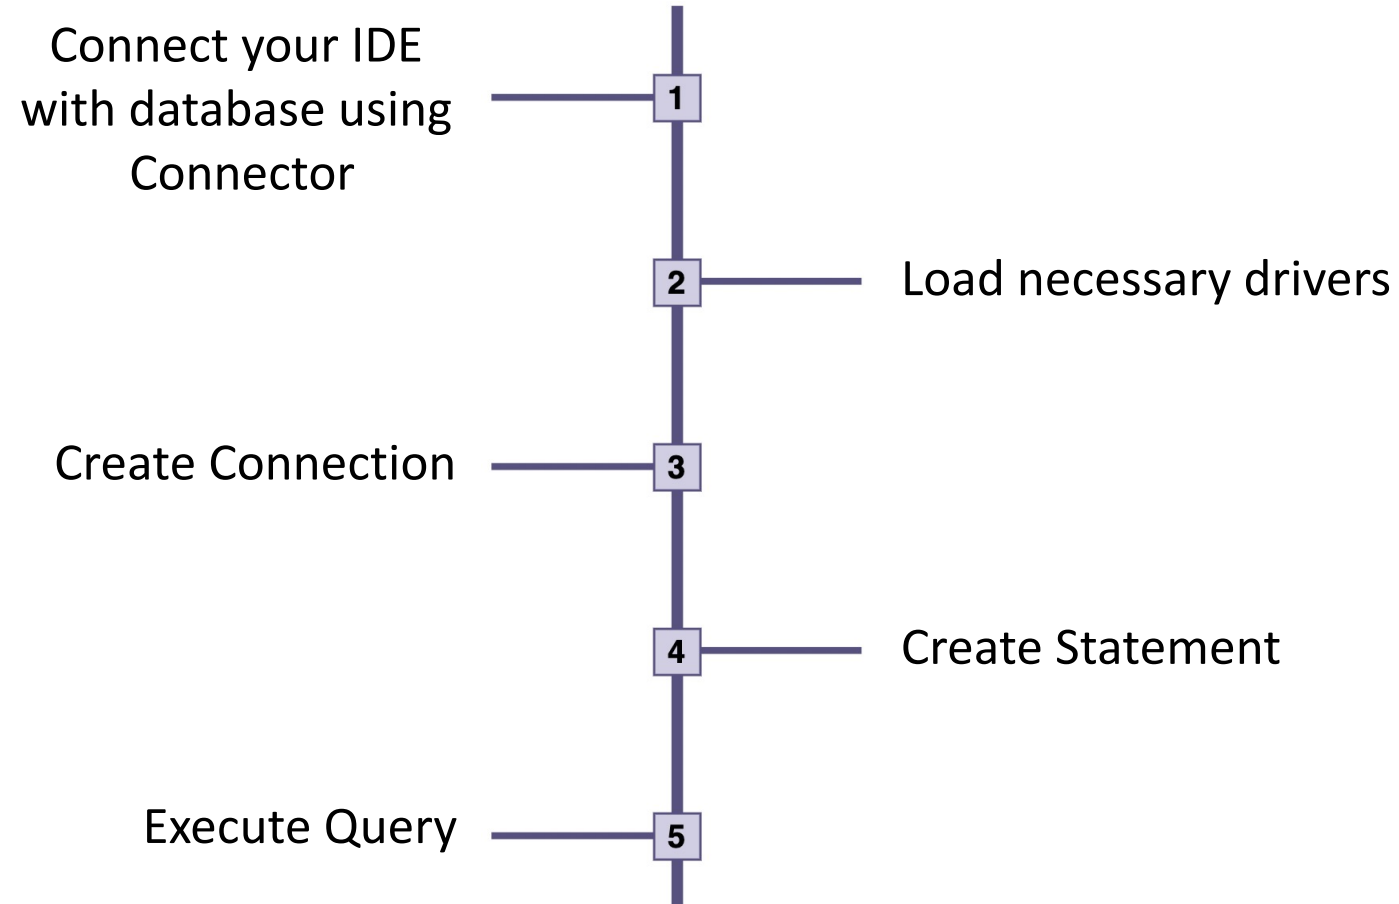 Connect your IDE
with database using
Connector
1
2
Load necessary drivers
Create Connection
3
4
Create Statement
Execute Query
5